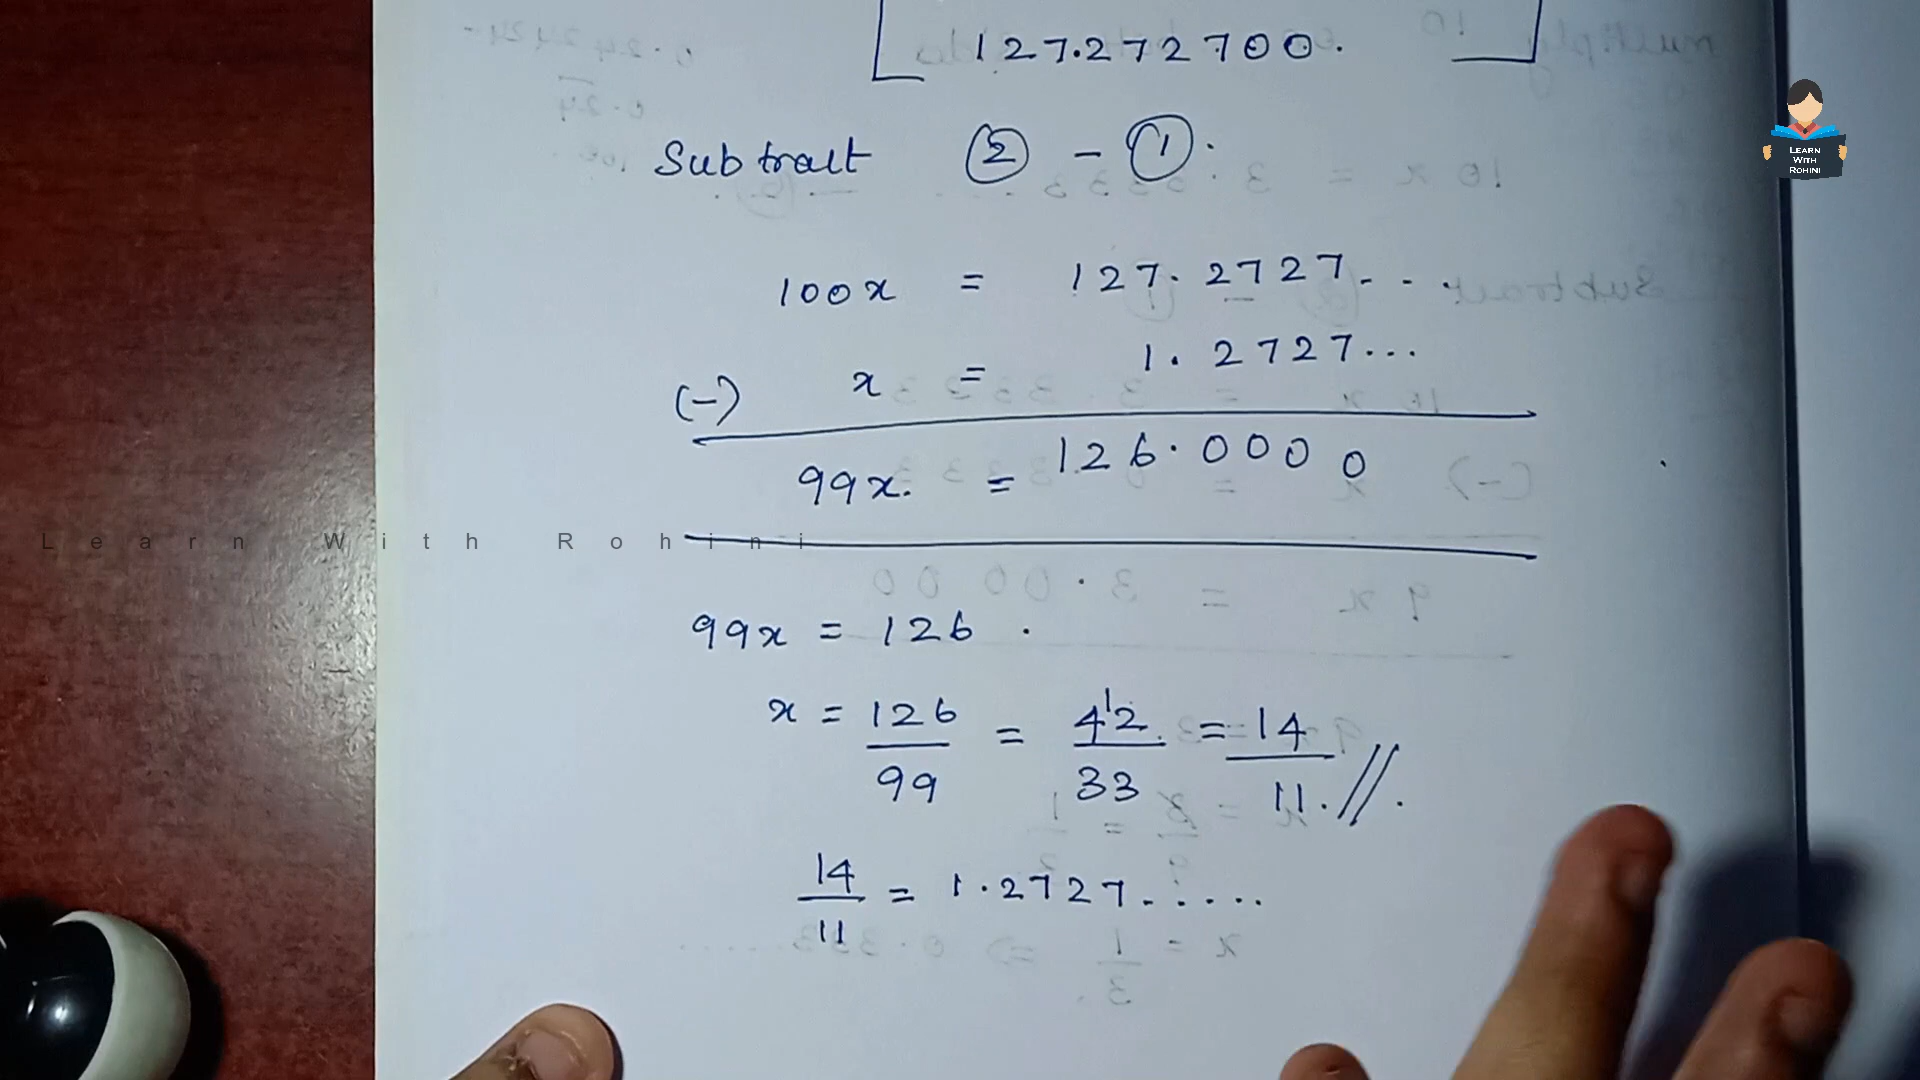 127.272700.
Subtract ② - ①.
100x = 127.2727...
(-) x = 1.2727...
99x. = 126.0000
99x = 126.
x = 126/99 = 42/33 = 14/11. //.
14/11 = 1.2727......
Learn With Rohini
LEARN
WITH
ROHINI